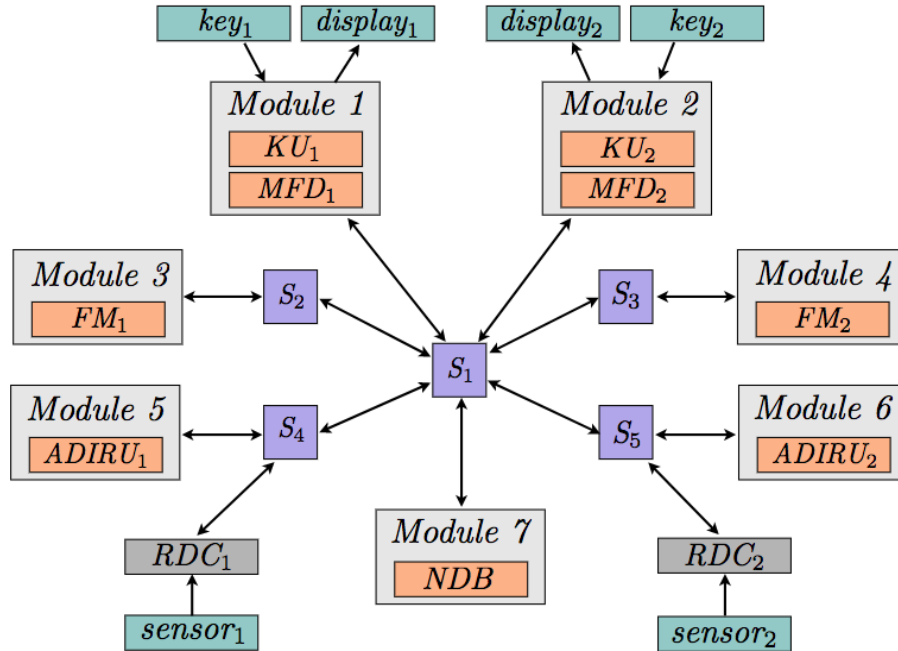 key₁ display₁ display₂ key₂
Module 1 Module 2
KU₁ KU₂
MFD₁ MFD₂
Module 3 S₂ S₃ Module 4
FM₁ FM₂
S₁
Module 5 S₄ S₅ Module 6
ADIRU₁ ADIRU₂
Module 7
RDC₁ NDB RDC₂
sensor₁ sensor₂